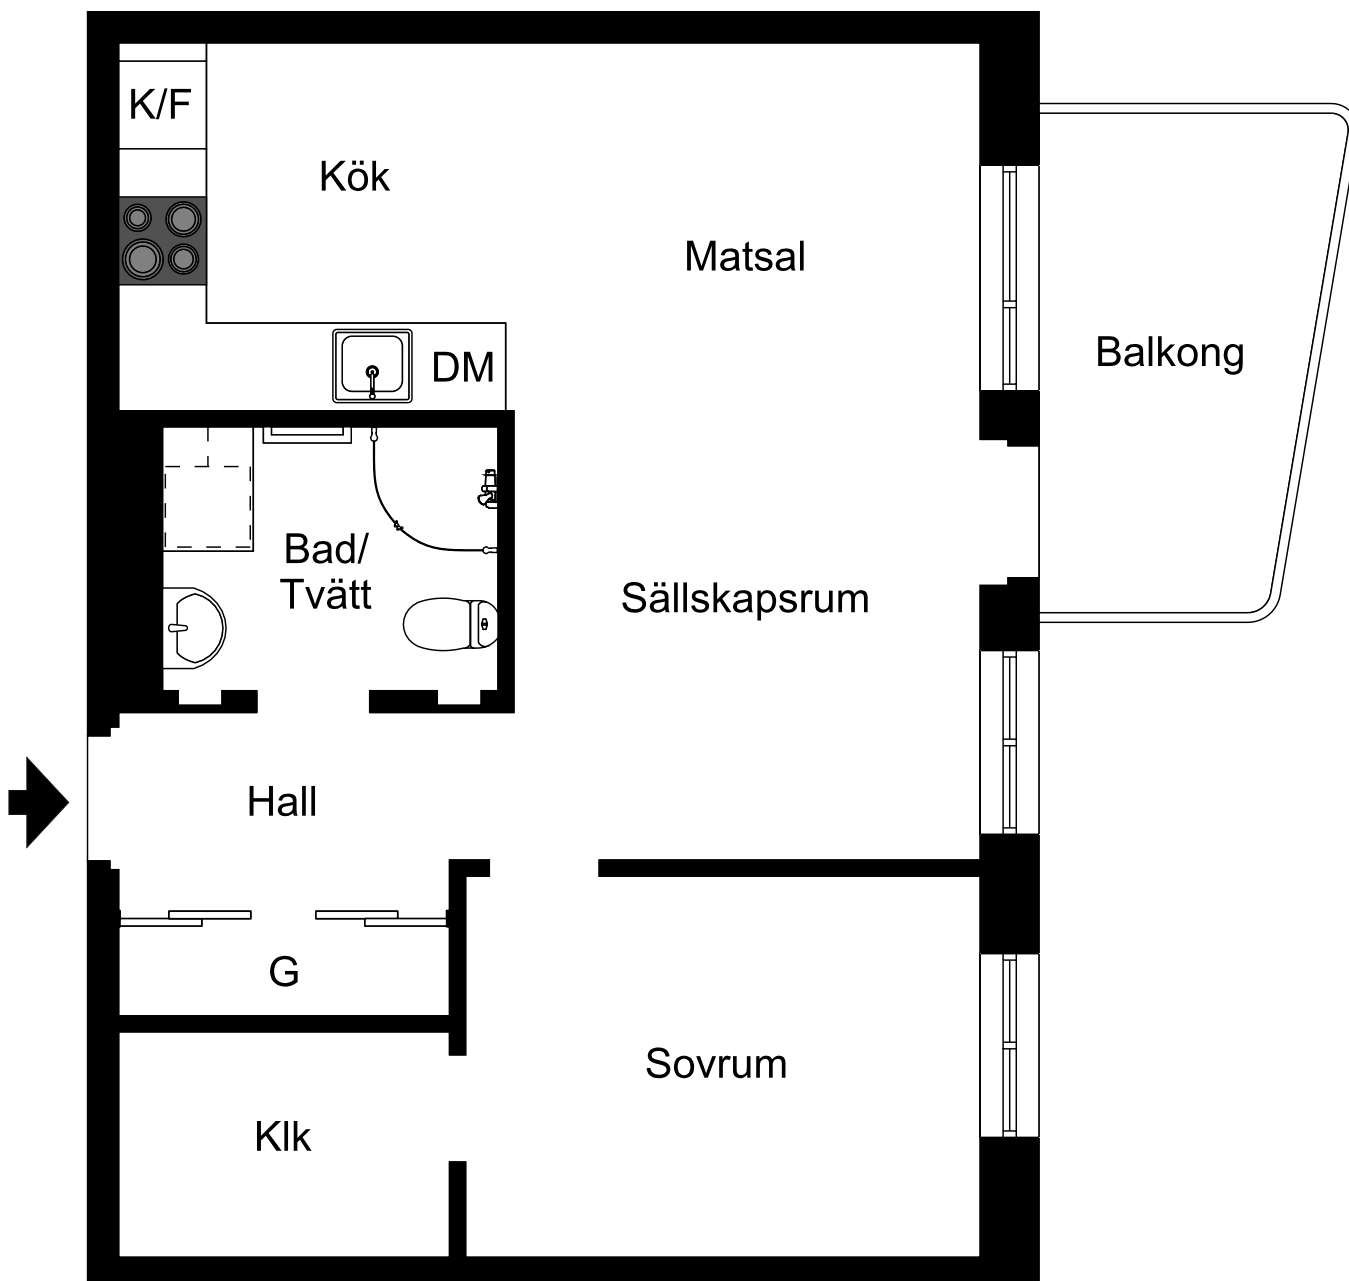 K/F
Kök
Matsal
Balkong
DM
Bad/
Tvätt
Sällskapsrum
Hall
G
Sovrum
Klk